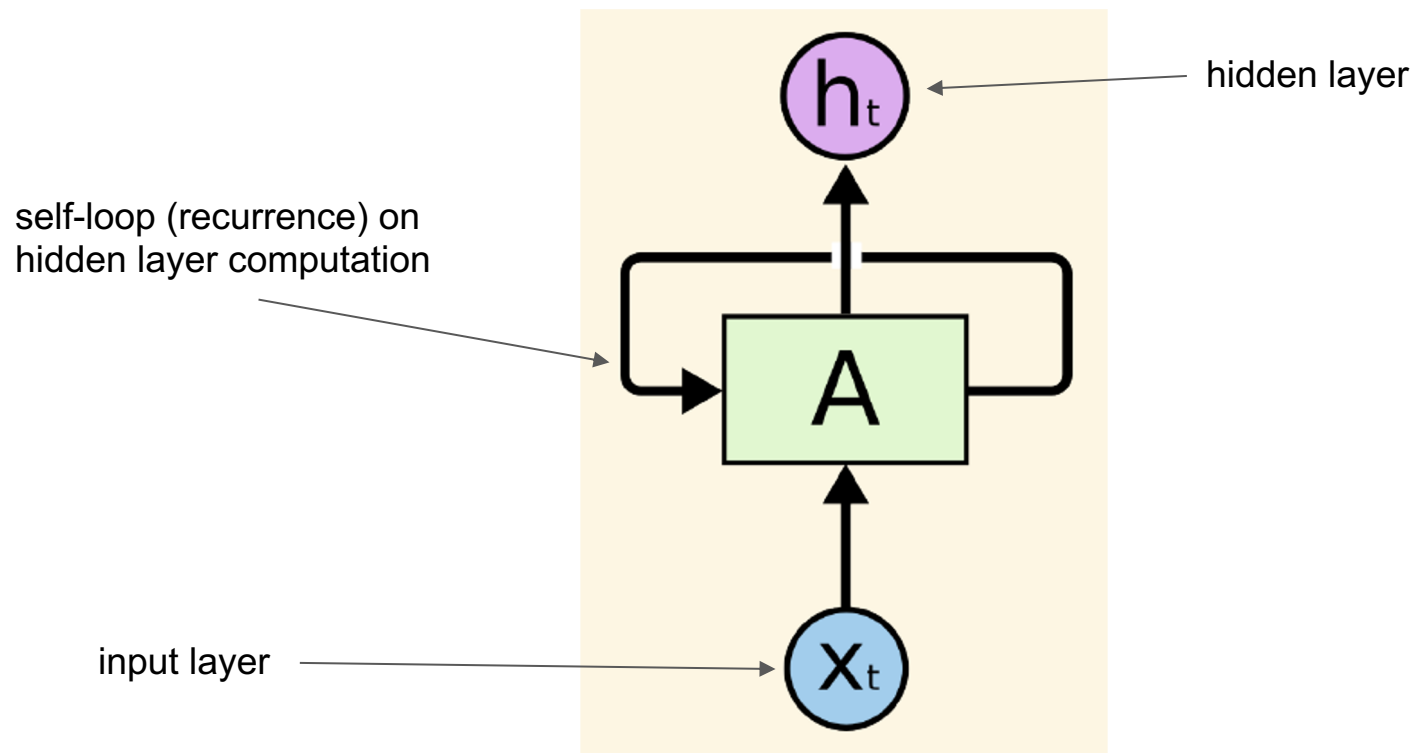 hidden layer
h t
self-loop (recurrence) on
hidden layer computation
A
input layer
x t